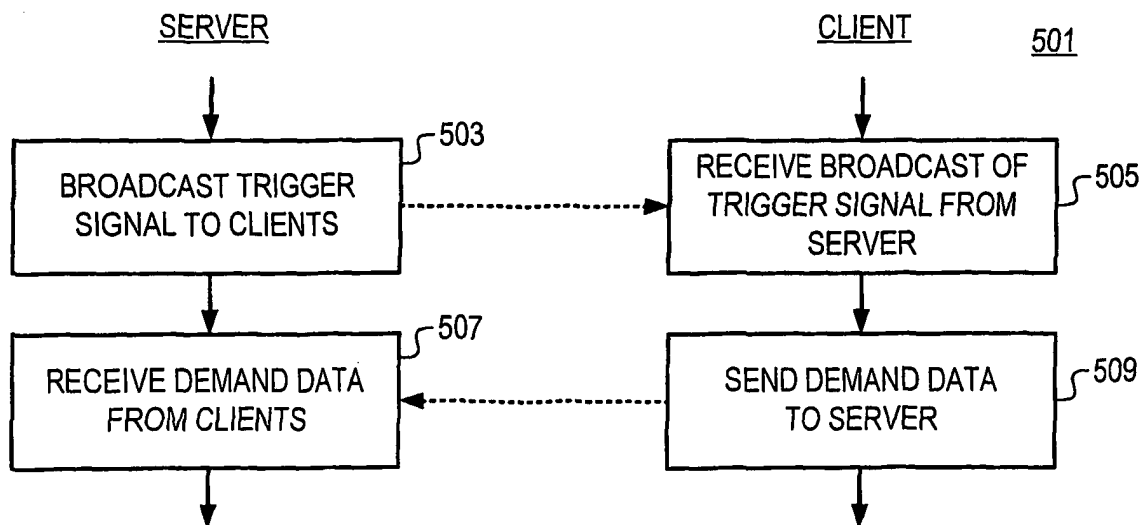 SERVER
CLIENT
501
503
BROADCAST TRIGGER
SIGNAL TO CLIENTS
RECEIVE BROADCAST OF
TRIGGER SIGNAL FROM
SERVER
505
507
RECEIVE DEMAND DATA
FROM CLIENTS
SEND DEMAND DATA
TO SERVER
509